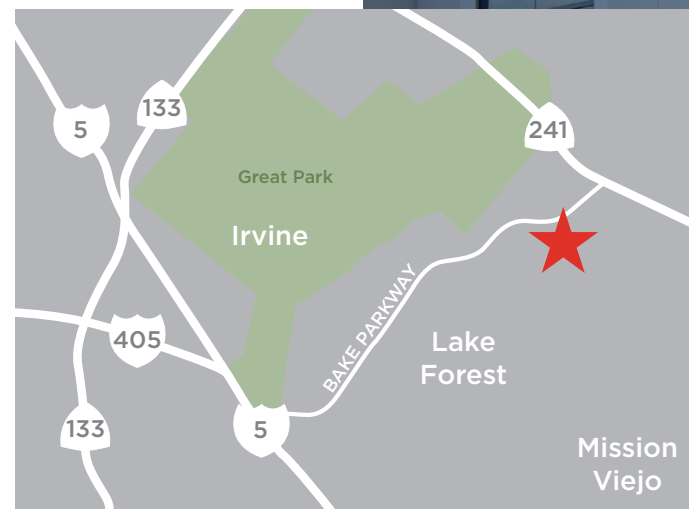 133
5
241
Great Park
Irvine
BAKE PARKWAY
405
Lake
Forest
133
5
Mission
Viejo